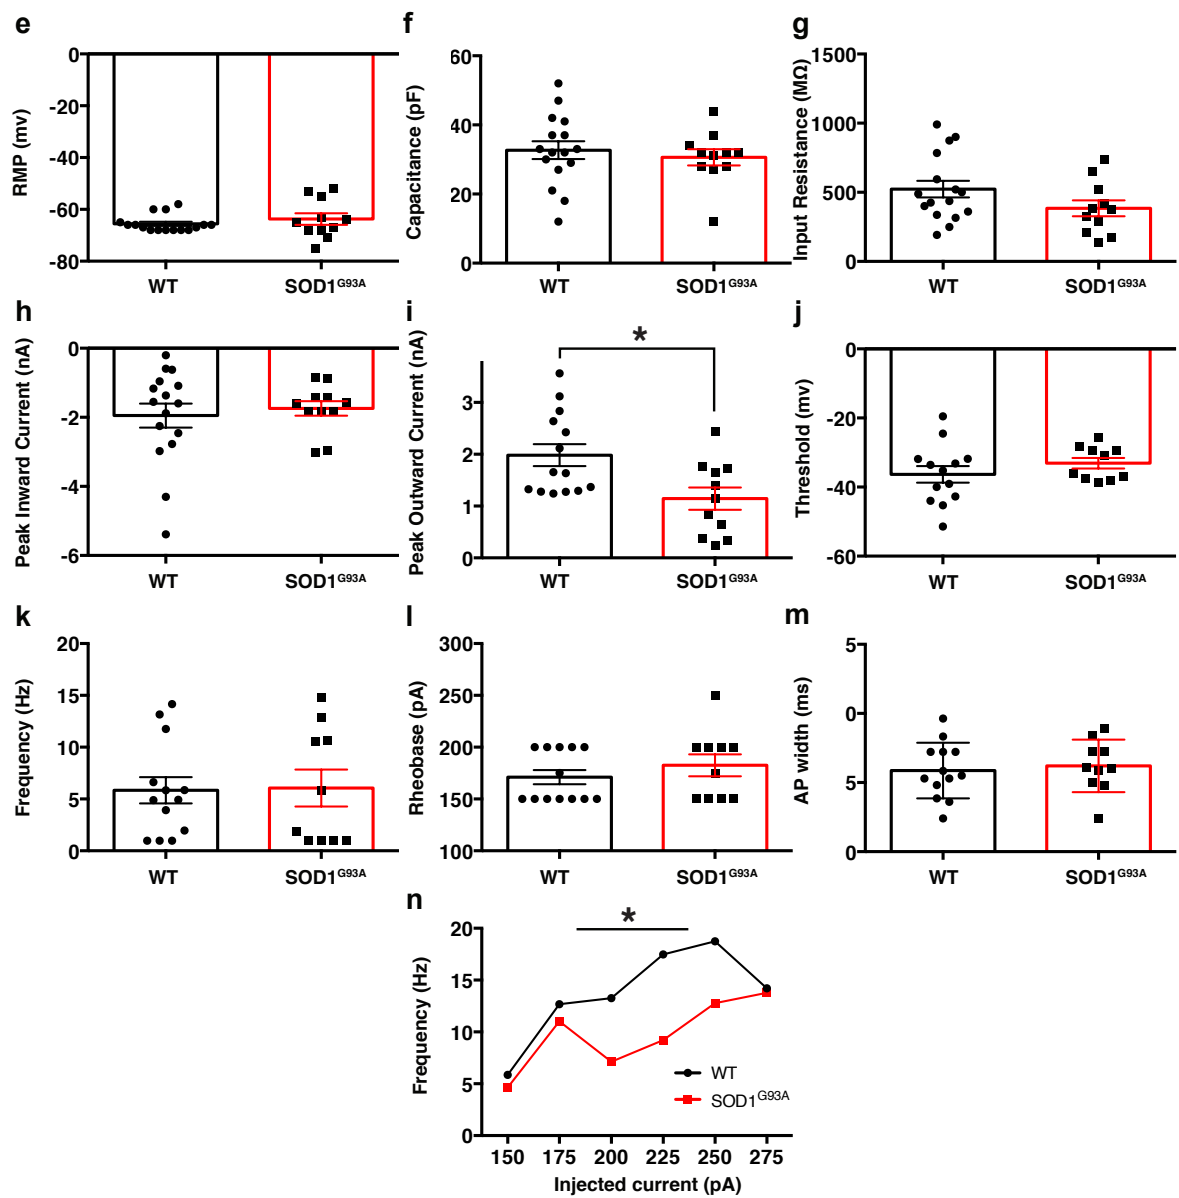 e
f
g
0
-20
-40
-60
-80
RMP (mv)
WT
SOD1G93A
60
40
20
0
Capacitance (pF)
WT
SOD1G93A
1500
1000
500
0
Input Resistance (MΩ)
WT
SOD1G93A
h
i
j
0
-2
-4
-6
Peak Inward Current (nA)
WT
SOD1G93A
*
3
2
1
0
Peak Outward Current (nA)
WT
SOD1G93A
0
-20
-40
-60
Threshold (mv)
WT
SOD1G93A
k
l
m
20
15
10
5
0
Frequency (Hz)
WT
SOD1G93A
300
250
200
150
100
Rheobase (pA)
WT
SOD1G93A
5
0
5
0
AP width (ms)
WT
SOD1G93A
n
*
20
15
10
5
0
Frequency (Hz)
WT
SOD1G93A
150 175 200 225 250 275
Injected current (pA)